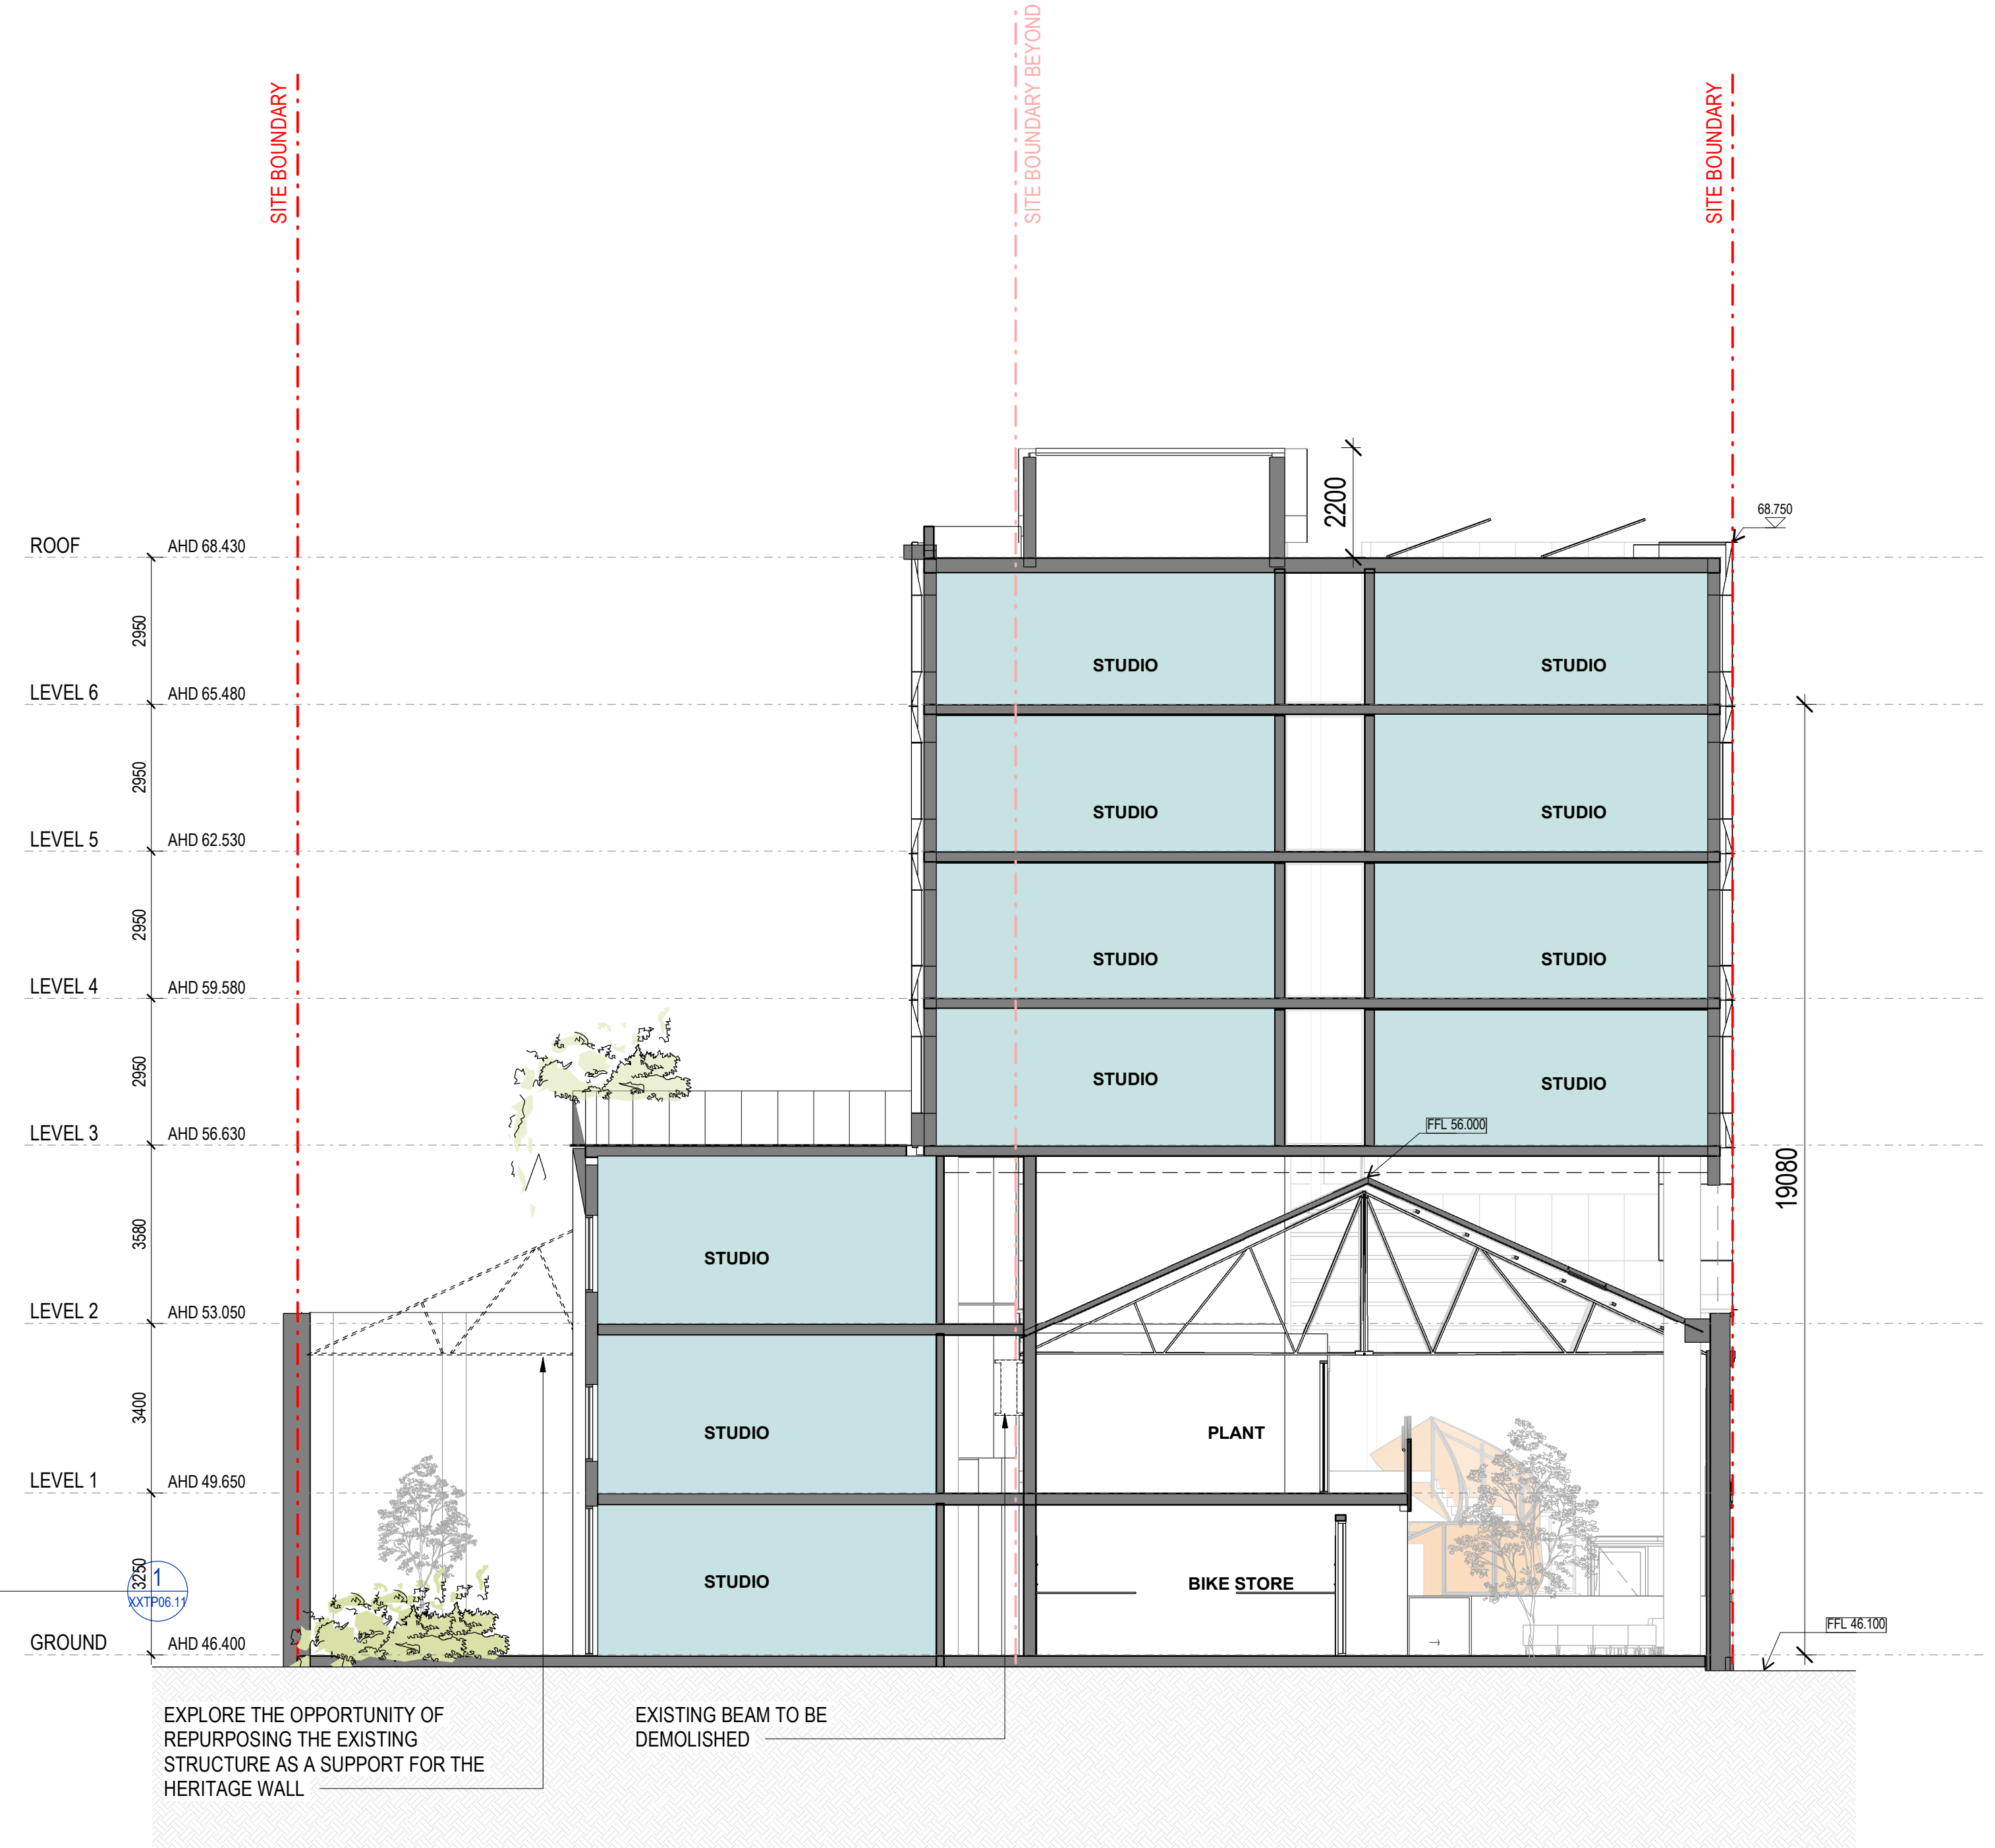 SITE BOUNDARY
SITE BOUNDARY BEYOND
SITE BOUNDARY
2200
68.750
ROOF
AHD 68.430
2950
STUDIO
STUDIO
LEVEL 6
AHD 65.480
2950
STUDIO
STUDIO
LEVEL 5
AHD 62.530
2950
STUDIO
STUDIO
LEVEL 4
AHD 59.580
2950
STUDIO
STUDIO
LEVEL 3
AHD 56.630
FFL 56.000
19080
3580
STUDIO
LEVEL 2
AHD 53.050
3400
STUDIO
PLANT
LEVEL 1
AHD 49.650
3250
1
XXTP06.11
STUDIO
BIKE STORE
GROUND
AHD 46.400
FFL 46.100
EXPLORE THE OPPORTUNITY OF
REPURPOSING THE EXISTING
STRUCTURE AS A SUPPORT FOR THE
HERITAGE WALL
EXISTING BEAM TO BE
DEMOLISHED